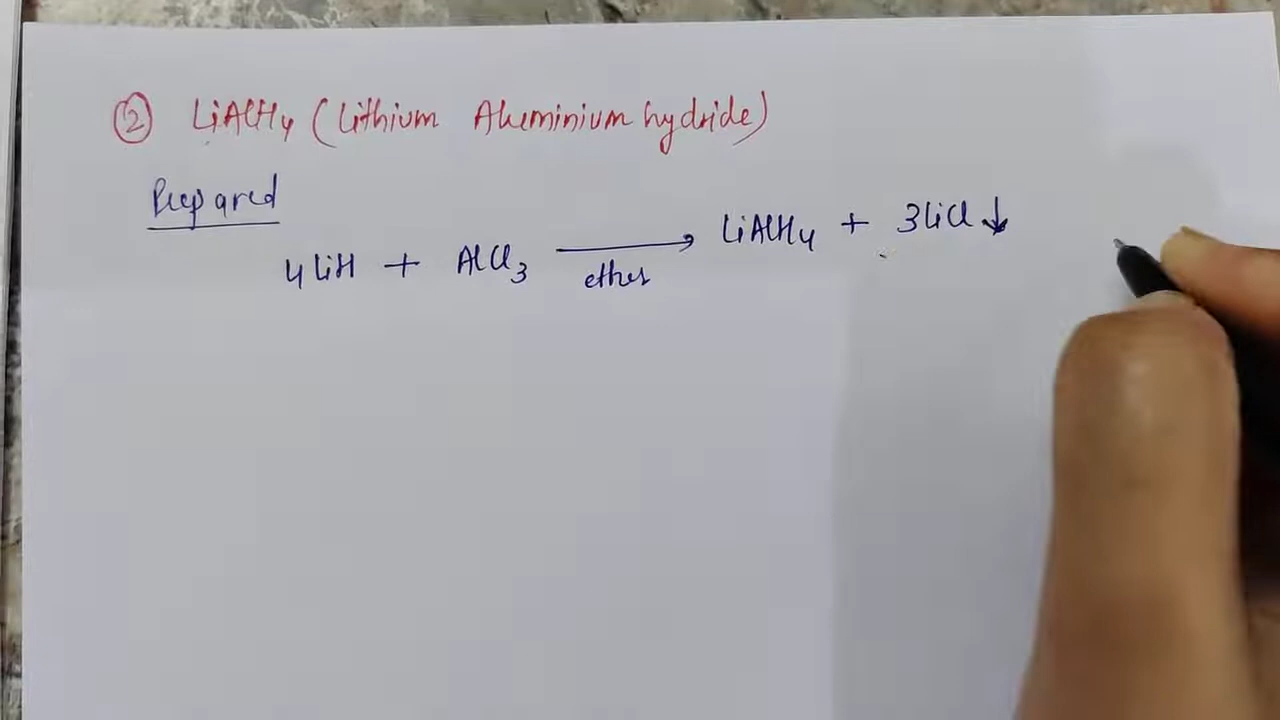 ② LiAlH₄ (Lithium Aluminium hydride)
Prepared
4LiH + AlCl₃ ⟶ LiAlH₄ + 3LiCl↓
ether